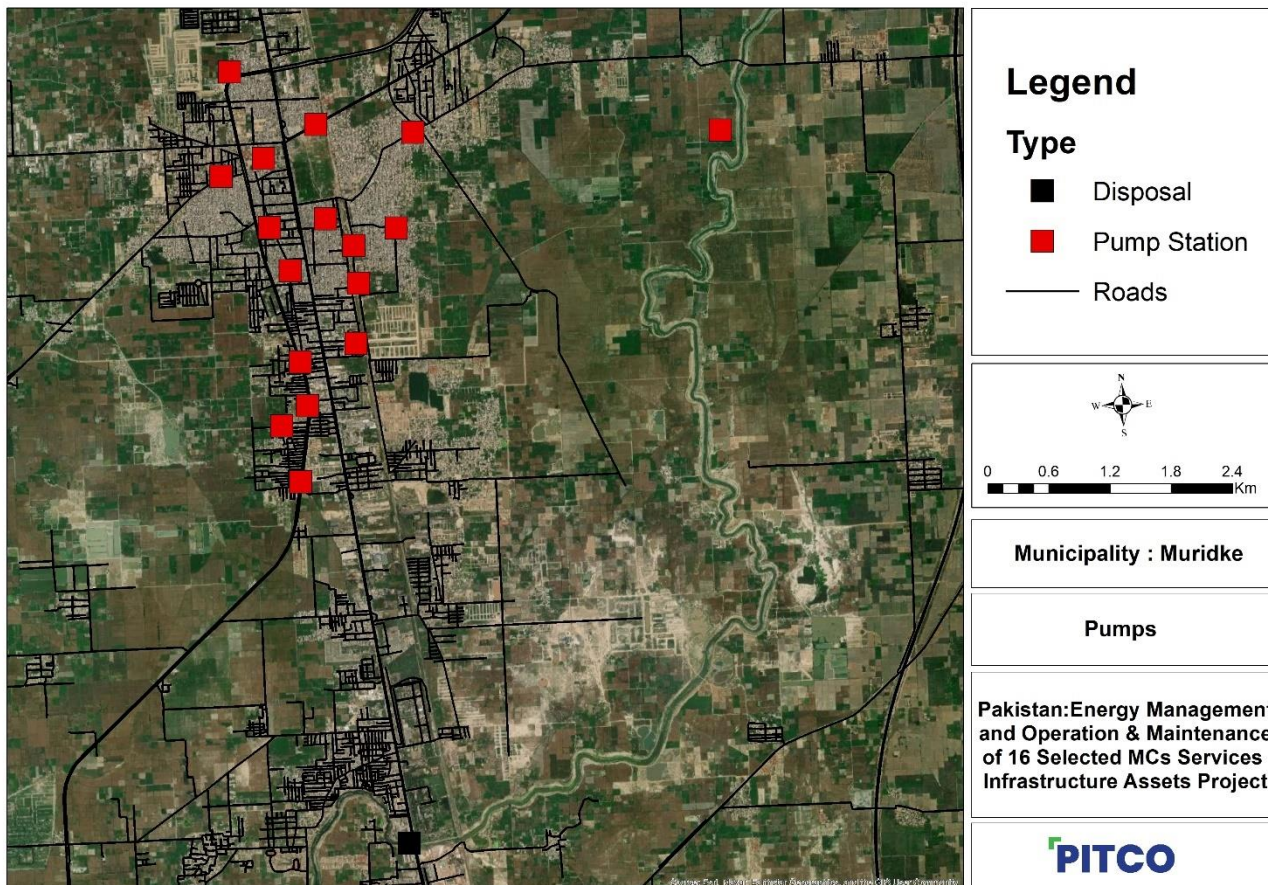 Legend
Type
Disposal
Pump Station
Roads
N
W E
S
0 0.6 1.2 1.8 2.4
Km
Municipality : Muridke
Pumps
Pakistan:Energy Management
and Operation & Maintenance
of 16 Selected MCs Services
Infrastructure Assets Project
PITCO